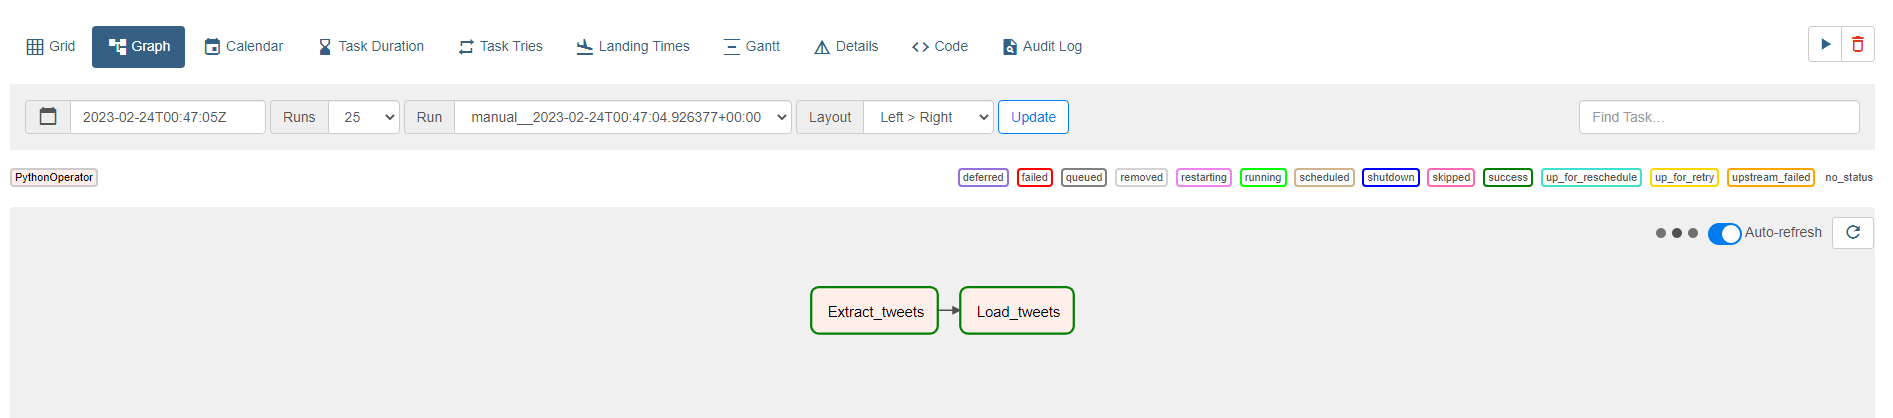 Grid Graph Calendar Task Duration Task Tries Landing Times Gantt Details Code Audit Log
2023-02-24T00:47:05Z Runs 25 Run manual__2023-02-24T00:47:04.926377+00:00 Layout Left > Right Update Find Task…
PythonOperator deferred failed queued removed restarting running scheduled shutdown skipped success up_for_reschedule up_for_retry upstream_failed no_status
Auto-refresh
Extract_tweets Load_tweets